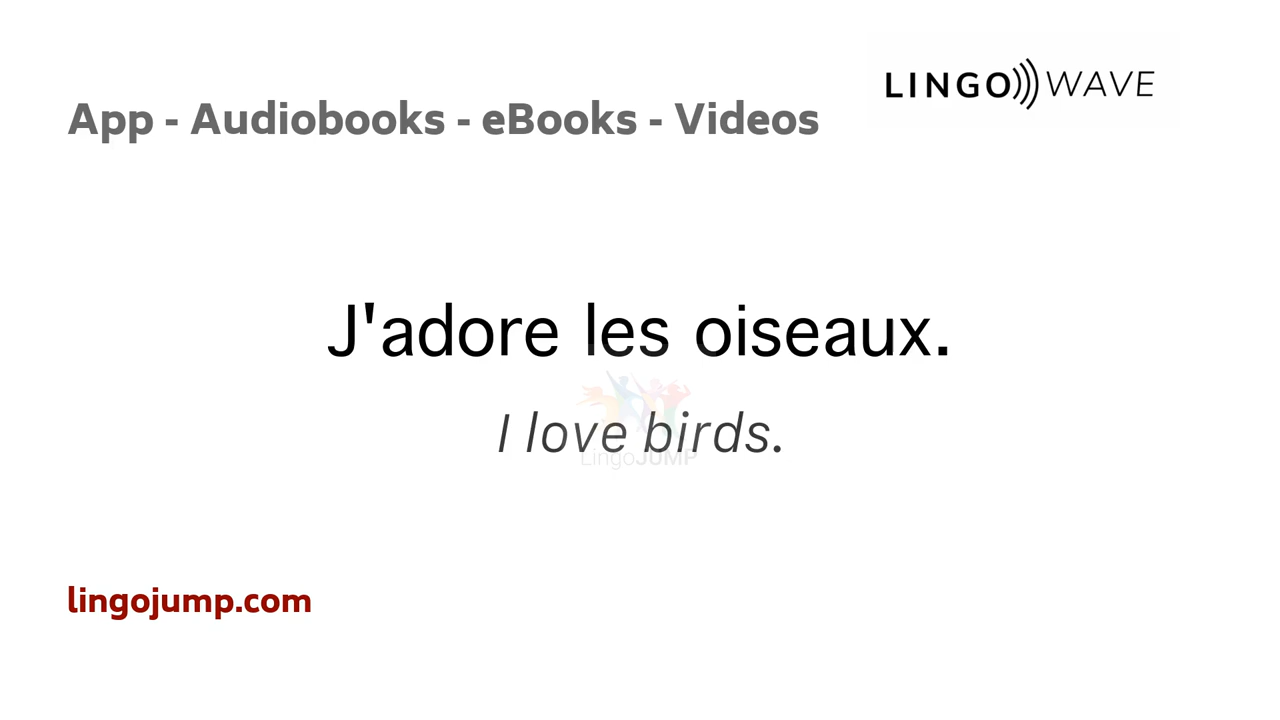 LINGO WAVE
App - Audiobooks - eBooks - Videos
J'adore les oiseaux.
I love birds.
LingoJUMP
lingojump.com